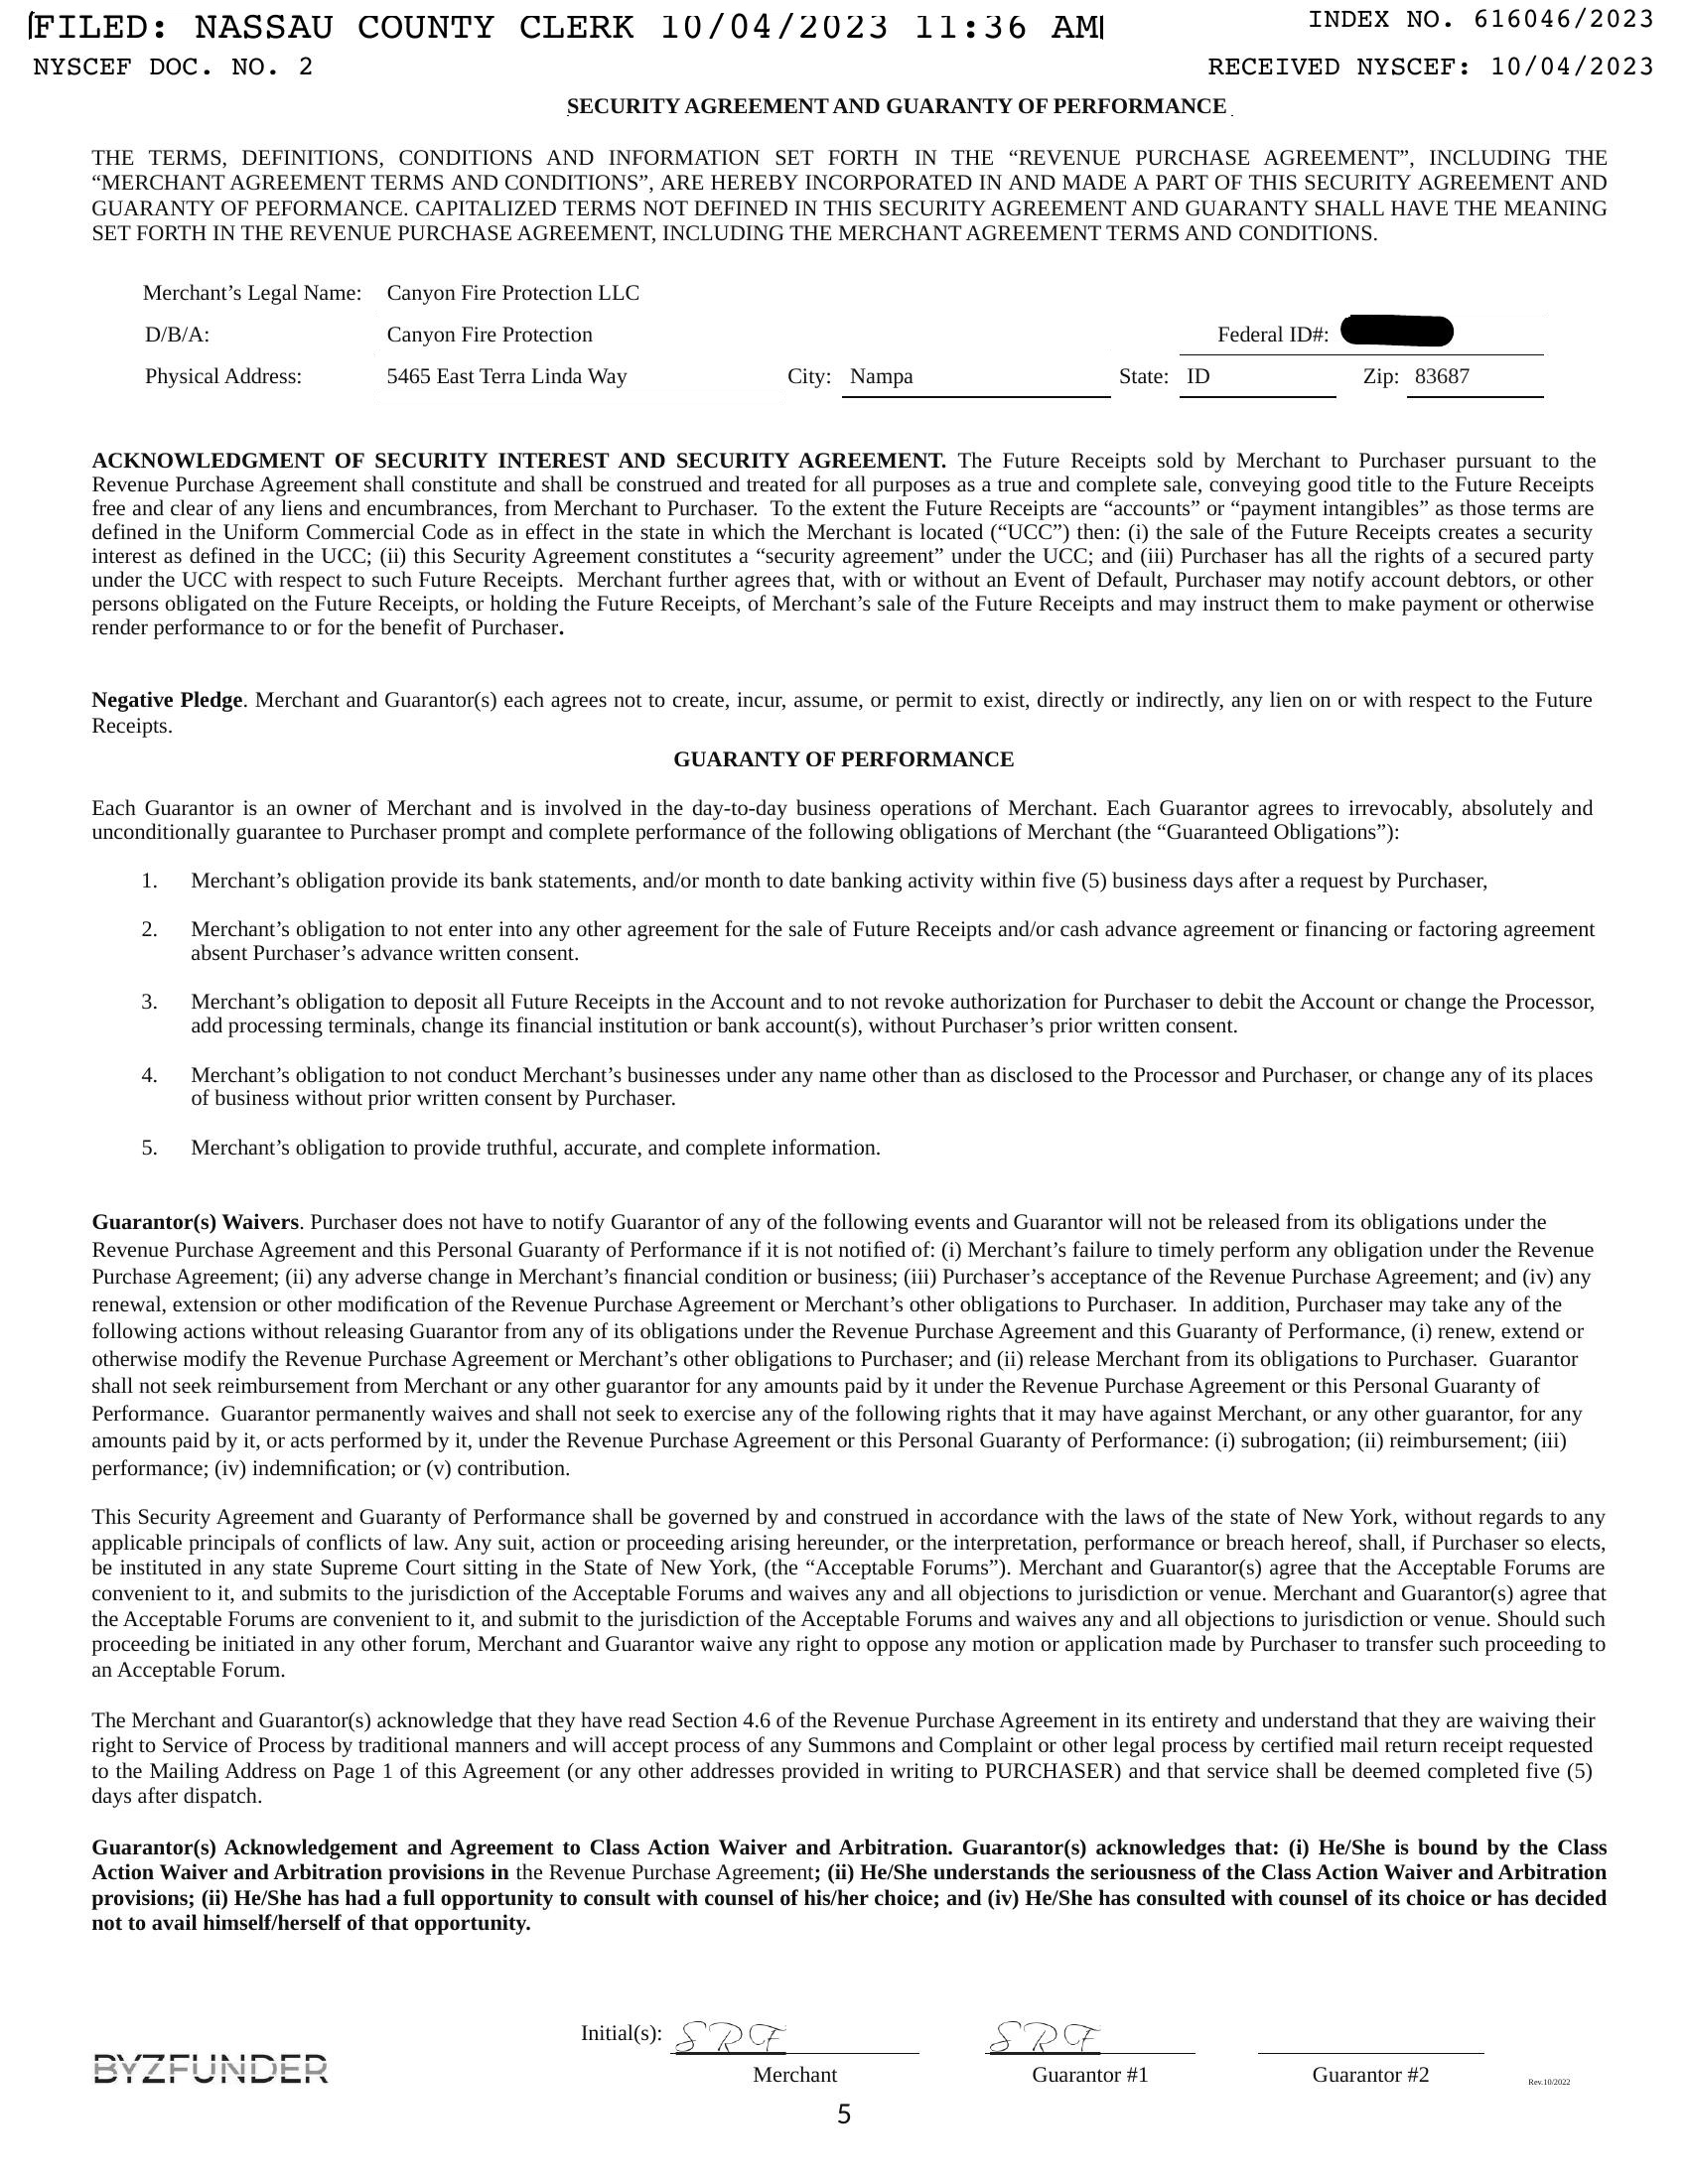 FILED: NASSAU COUNTY CLERK 10/04/2023 11:36 AM
INDEX NO. 616046/2023
NYSCEF DOC. NO. 2
RECEIVED NYSCEF: 10/04/2023
SECURITY AGREEMENT AND GUARANTY OF PERFORMANCE
THE TERMS, DEFINITIONS, CONDITIONS AND INFORMATION SET FORTH IN THE “REVENUE PURCHASE AGREEMENT”, INCLUDING THE
“MERCHANT AGREEMENT TERMS AND CONDITIONS”, ARE HEREBY INCORPORATED IN AND MADE A PART OF THIS SECURITY AGREEMENT AND
GUARANTY OF PEFORMANCE. CAPITALIZED TERMS NOT DEFINED IN THIS SECURITY AGREEMENT AND GUARANTY SHALL HAVE THE MEANING
SET FORTH IN THE REVENUE PURCHASE AGREEMENT, INCLUDING THE MERCHANT AGREEMENT TERMS AND CONDITIONS.
Merchant’s Legal Name: Canyon Fire Protection LLC
D/B/A: Canyon Fire Protection Federal ID#:
Physical Address: 5465 East Terra Linda Way City: Nampa State: ID Zip: 83687
ACKNOWLEDGMENT OF SECURITY INTEREST AND SECURITY AGREEMENT. The Future Receipts sold by Merchant to Purchaser pursuant to the
Revenue Purchase Agreement shall constitute and shall be construed and treated for all purposes as a true and complete sale, conveying good title to the Future Receipts
free and clear of any liens and encumbrances, from Merchant to Purchaser. To the extent the Future Receipts are “accounts” or “payment intangibles” as those terms are
defined in the Uniform Commercial Code as in effect in the state in which the Merchant is located (“UCC”) then: (i) the sale of the Future Receipts creates a security
interest as defined in the UCC; (ii) this Security Agreement constitutes a “security agreement” under the UCC; and (iii) Purchaser has all the rights of a secured party
under the UCC with respect to such Future Receipts. Merchant further agrees that, with or without an Event of Default, Purchaser may notify account debtors, or other
persons obligated on the Future Receipts, or holding the Future Receipts, of Merchant’s sale of the Future Receipts and may instruct them to make payment or otherwise
render performance to or for the benefit of Purchaser.
Negative Pledge. Merchant and Guarantor(s) each agrees not to create, incur, assume, or permit to exist, directly or indirectly, any lien on or with respect to the Future
Receipts.
GUARANTY OF PERFORMANCE
Each Guarantor is an owner of Merchant and is involved in the day-to-day business operations of Merchant. Each Guarantor agrees to irrevocably, absolutely and
unconditionally guarantee to Purchaser prompt and complete performance of the following obligations of Merchant (the “Guaranteed Obligations”):
1. Merchant’s obligation provide its bank statements, and/or month to date banking activity within five (5) business days after a request by Purchaser,
2. Merchant’s obligation to not enter into any other agreement for the sale of Future Receipts and/or cash advance agreement or financing or factoring agreement
absent Purchaser’s advance written consent.
3. Merchant’s obligation to deposit all Future Receipts in the Account and to not revoke authorization for Purchaser to debit the Account or change the Processor,
add processing terminals, change its financial institution or bank account(s), without Purchaser’s prior written consent.
4. Merchant’s obligation to not conduct Merchant’s businesses under any name other than as disclosed to the Processor and Purchaser, or change any of its places
of business without prior written consent by Purchaser.
5. Merchant’s obligation to provide truthful, accurate, and complete information.
Guarantor(s) Waivers. Purchaser does not have to notify Guarantor of any of the following events and Guarantor will not be released from its obligations under the
Revenue Purchase Agreement and this Personal Guaranty of Performance if it is not notified of: (i) Merchant’s failure to timely perform any obligation under the Revenue
Purchase Agreement; (ii) any adverse change in Merchant’s financial condition or business; (iii) Purchaser’s acceptance of the Revenue Purchase Agreement; and (iv) any
renewal, extension or other modification of the Revenue Purchase Agreement or Merchant’s other obligations to Purchaser. In addition, Purchaser may take any of the
following actions without releasing Guarantor from any of its obligations under the Revenue Purchase Agreement and this Guaranty of Performance, (i) renew, extend or
otherwise modify the Revenue Purchase Agreement or Merchant’s other obligations to Purchaser; and (ii) release Merchant from its obligations to Purchaser. Guarantor
shall not seek reimbursement from Merchant or any other guarantor for any amounts paid by it under the Revenue Purchase Agreement or this Personal Guaranty of
Performance. Guarantor permanently waives and shall not seek to exercise any of the following rights that it may have against Merchant, or any other guarantor, for any
amounts paid by it, or acts performed by it, under the Revenue Purchase Agreement or this Personal Guaranty of Performance: (i) subrogation; (ii) reimbursement; (iii)
performance; (iv) indemnification; or (v) contribution.
This Security Agreement and Guaranty of Performance shall be governed by and construed in accordance with the laws of the state of New York, without regards to any
applicable principals of conflicts of law. Any suit, action or proceeding arising hereunder, or the interpretation, performance or breach hereof, shall, if Purchaser so elects,
be instituted in any state Supreme Court sitting in the State of New York, (the “Acceptable Forums”). Merchant and Guarantor(s) agree that the Acceptable Forums are
convenient to it, and submits to the jurisdiction of the Acceptable Forums and waives any and all objections to jurisdiction or venue. Merchant and Guarantor(s) agree that
the Acceptable Forums are convenient to it, and submit to the jurisdiction of the Acceptable Forums and waives any and all objections to jurisdiction or venue. Should such
proceeding be initiated in any other forum, Merchant and Guarantor waive any right to oppose any motion or application made by Purchaser to transfer such proceeding to
an Acceptable Forum.
The Merchant and Guarantor(s) acknowledge that they have read Section 4.6 of the Revenue Purchase Agreement in its entirety and understand that they are waiving their
right to Service of Process by traditional manners and will accept process of any Summons and Complaint or other legal process by certified mail return receipt requested
to the Mailing Address on Page 1 of this Agreement (or any other addresses provided in writing to PURCHASER) and that service shall be deemed completed five (5)
days after dispatch.
Guarantor(s) Acknowledgement and Agreement to Class Action Waiver and Arbitration. Guarantor(s) acknowledges that: (i) He/She is bound by the Class
Action Waiver and Arbitration provisions in the Revenue Purchase Agreement; (ii) He/She understands the seriousness of the Class Action Waiver and Arbitration
provisions; (ii) He/She has had a full opportunity to consult with counsel of his/her choice; and (iv) He/She has consulted with counsel of its choice or has decided
not to avail himself/herself of that opportunity.
Initial(s): SRF SRF
BYZFUNDER
Merchant Guarantor #1 Guarantor #2 Rev.10/2022
5